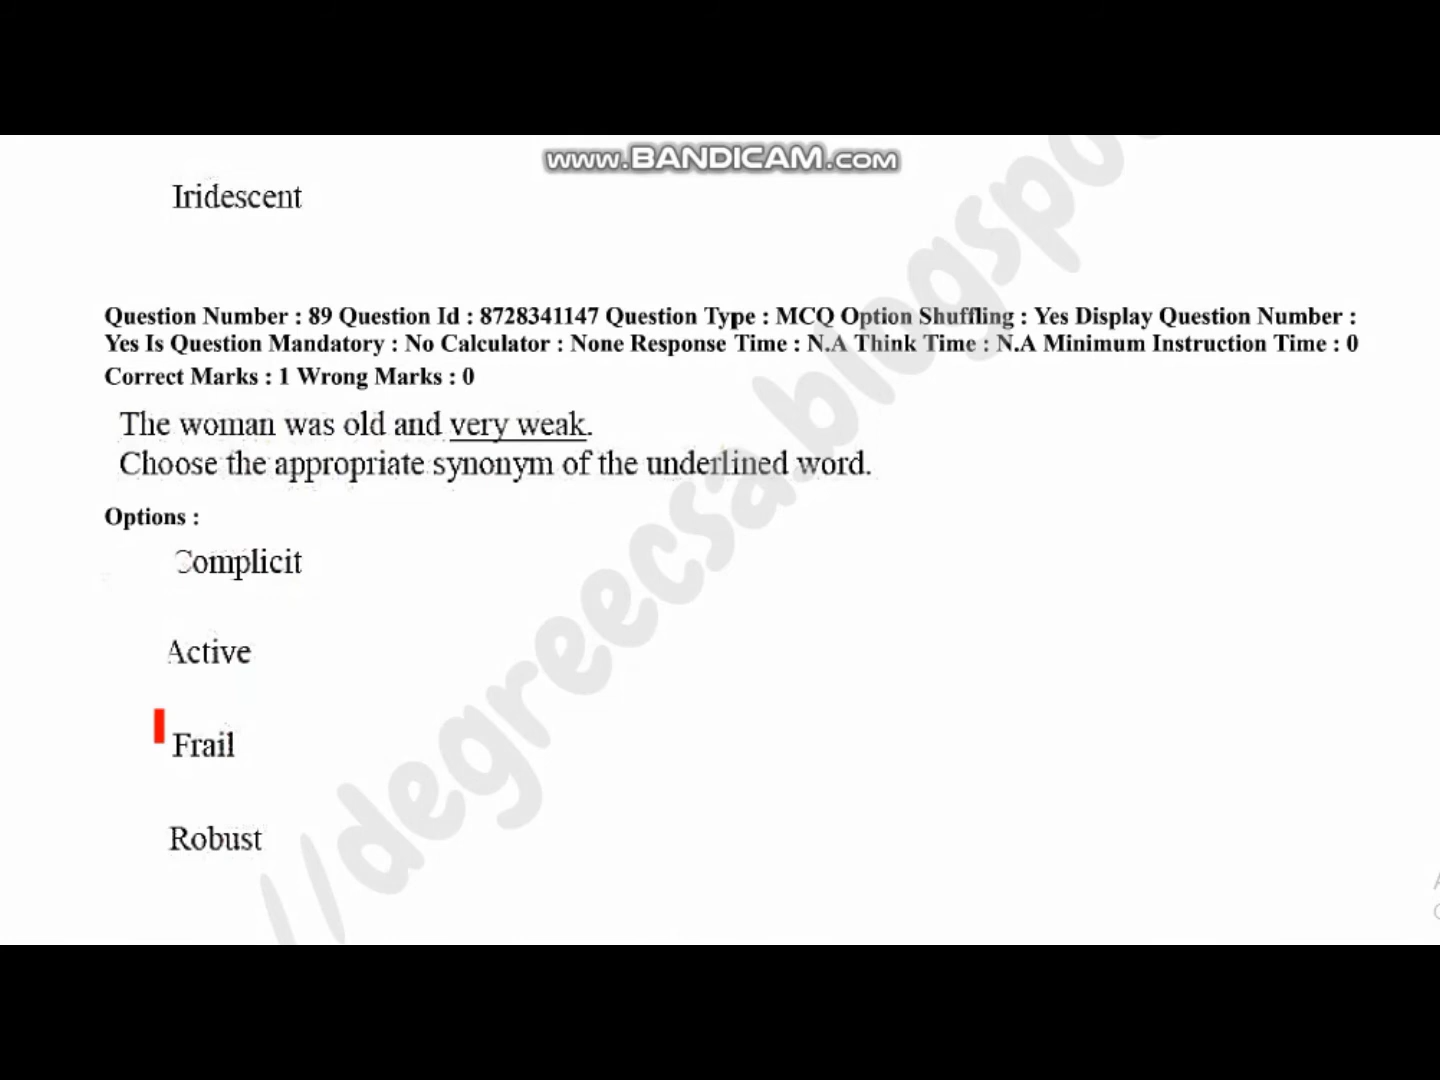 www.BANDICAM.com
Iridescent
Question Number : 89 Question Id : 8728341147 Question Type : MCQ Option Shuffling : Yes Display Question Number :
Yes Is Question Mandatory : No Calculator : None Response Time : N.A Think Time : N.A Minimum Instruction Time : 0
Correct Marks : 1 Wrong Marks : 0
The woman was old and very weak.
Choose the appropriate synonym of the underlined word.
Options :
Complicit
Active
Frail
Robust
//degreecsa.blogspo